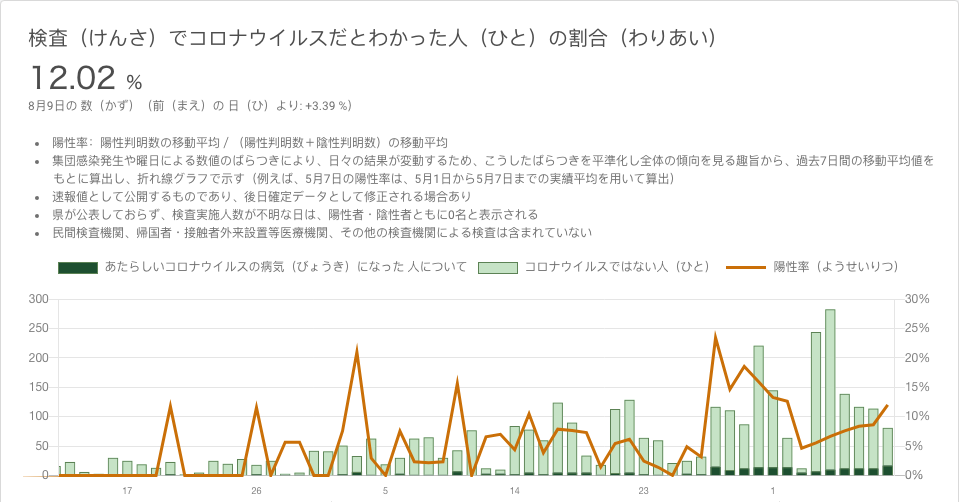 検査（けんさ）でコロナウイルスだとわかった人（ひと）の割合（わりあい）
12.02 %
8月9日の 数（かず）（前（まえ）の 日（ひ）より: +3.39 %）
• 陽性率： 陽性判明数の移動平均 / （陽性判明数＋陰性判明数）の移動平均
• 集団感染発生や曜日による数値のばらつきにより、日々の結果が変動するため、こうしたばらつきを平準化し全体の傾向を見る趣旨から、過去7日間の移動平均値を
もとに算出し、折れ線グラフで示す（例えば、5月7日の陽性率は、5月1日から5月7日までの実績平均を用いて算出）
• 速報値として公開するものであり、後日確定データとして修正される場合あり
• 県が公表しておらず、検査実施人数が不明な日は、陽性者・陰性者ともに0名と表示される
• 民間検査機関、帰国者・接触者外来設置等医療機関、その他の検査機関による検査は含まれていない
あたらしいコロナウイルスの病気（びょうき）になった 人について コロナウイルスではない人（ひと） 陽性率（ようせいりつ）
300 30%
250 25%
200 20%
150 15%
100 10%
50 5%
0 0%
17 26 5 14 23 1